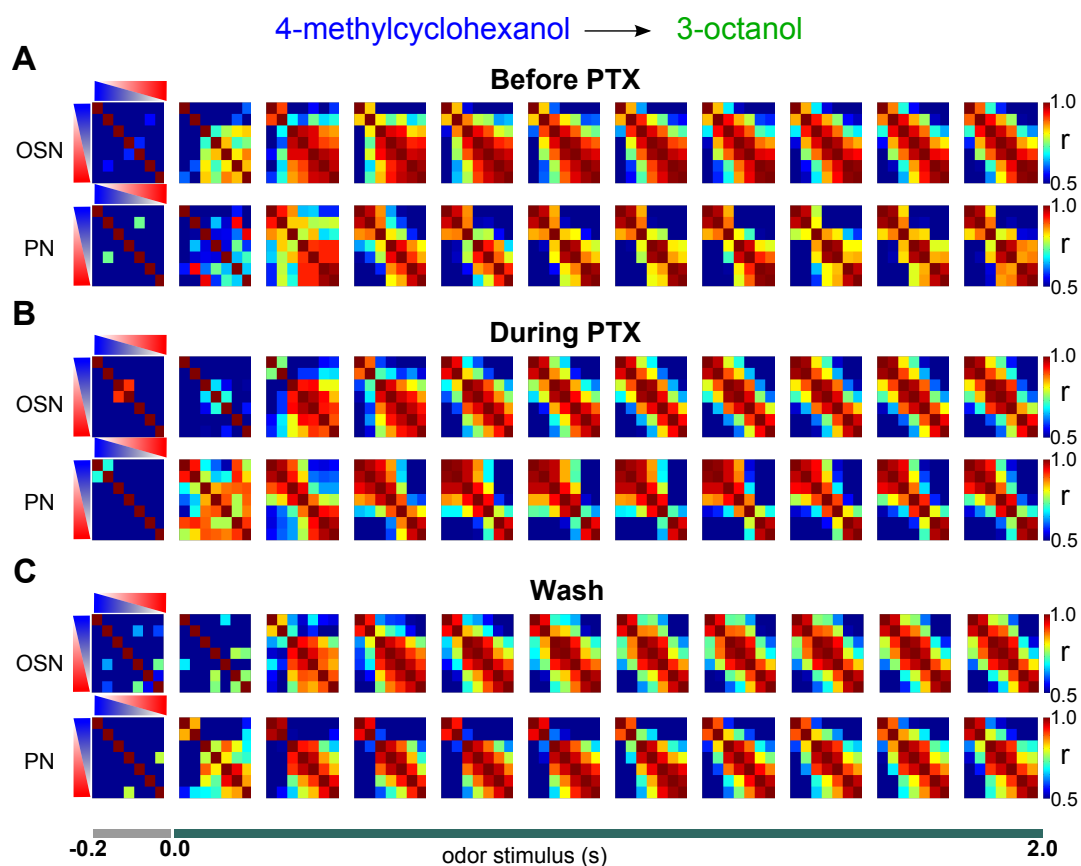 4-methylcyclohexanol → 3-octanol
A
Before PTX
OSN
1.0
r
0.5
PN
1.0
r
0.5
B
During PTX
OSN
1.0
r
0.5
PN
1.0
r
0.5
C
Wash
OSN
1.0
r
0.5
PN
1.0
r
0.5
-0.2 0.0 2.0
odor stimulus (s)